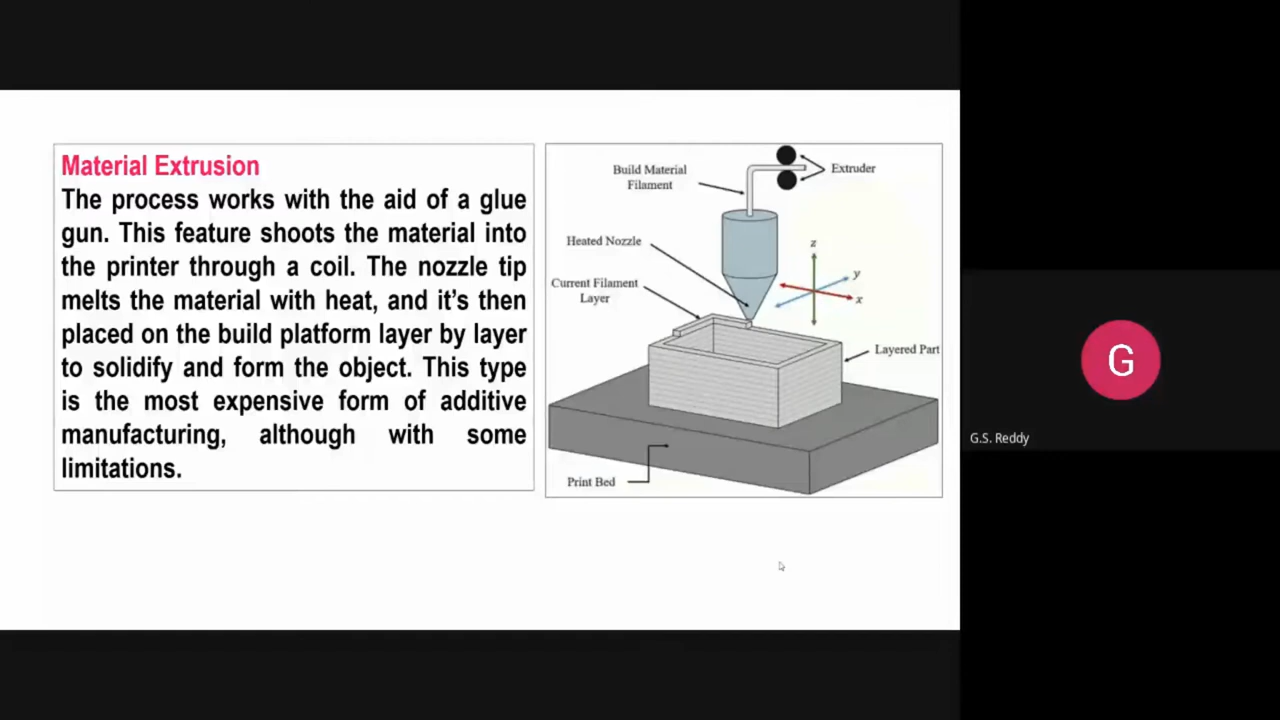 Material Extrusion
The process works with the aid of a glue
gun. This feature shoots the material into
the printer through a coil. The nozzle tip
melts the material with heat, and it's then
placed on the build platform layer by layer
to solidify and form the object. This type
is the most expensive form of additive
manufacturing, although with some
limitations.
Build Material
Filament
Extruder
Heated Nozzle
Current Filament
Layer
z
y
x
Layered Part
Print Bed
G
G.S. Reddy